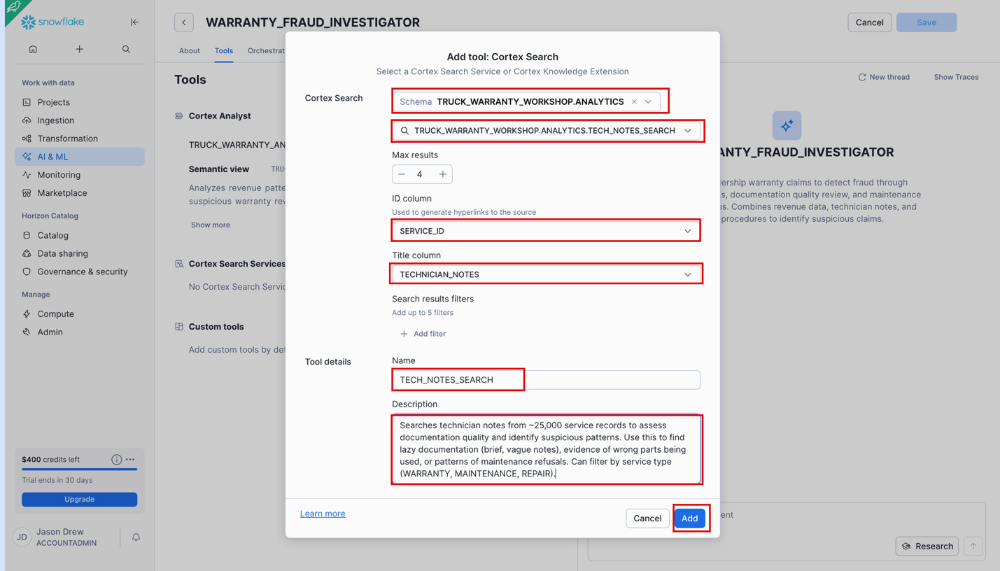 snowflake
Work with data
Projects
Ingestion
Transformation
AI & ML
Monitoring
Marketplace
Horizon Catalog
Catalog
Data sharing
Governance & security
Manage
Compute
Admin
$400 credits left
Trial ends in 30 days
Upgrade
JD
Jason Drew
ACCOUNTADMIN
WARRANTY_FRAUD_INVESTIGATOR
Cancel
Save
About
Tools
Orchestrat
Tools
Cortex Analyst
TRUCK_WARRANTY_AN
Semantic view TRU
Analyzes revenue patte
suspicious warranty rev
Show more
Cortex Search Services
No Cortex Search Servic
Custom tools
Add custom tools by def
Add tool: Cortex Search
Select a Cortex Search Service or Cortex Knowledge Extension
Cortex Search
Schema TRUCK_WARRANTY_WORKSHOP.ANALYTICS
TRUCK_WARRANTY_WORKSHOP.ANALYTICS.TECH_NOTES_SEARCH
Max results
4
ID column
Used to generate hyperlinks to the source
SERVICE_ID
Title column
TECHNICIAN_NOTES
Search results filters
Add up to 5 filters
Add filter
Tool details
Name
TECH_NOTES_SEARCH
Description
Searches technician notes from ~25,000 service records to assess
documentation quality and identify suspicious patterns. Use this to find
lazy documentation (brief, vague notes), evidence of wrong parts being
used, or patterns of maintenance refusals. Can filter by service type
(WARRANTY, MAINTENANCE, REPAIR).
Learn more
Cancel
Add
New thread
Show Traces
ANTY_FRAUD_INVESTIGATOR
ership warranty claims to detect fraud through
s, documentation quality review, and maintenance
ns. Combines revenue data, technician notes, and
procedures to identify suspicious claims.
ent
Research